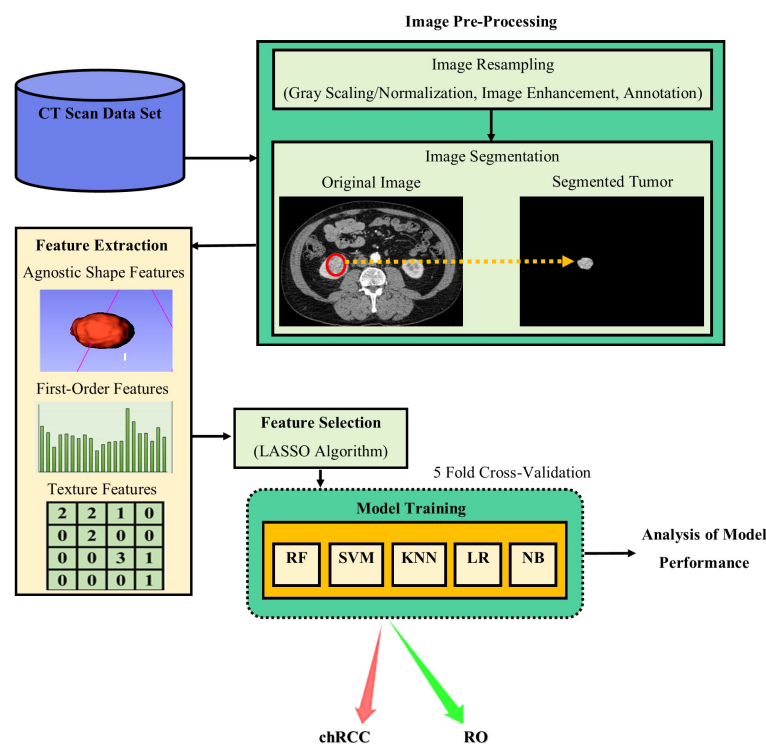 Image Pre-Processing
Image Resampling
(Gray Scaling/Normalization, Image Enhancement, Annotation)
CT Scan Data Set
Image Segmentation
Original Image
Segmented Tumor
Feature Extraction
Agnostic Shape Features
First-Order Features
Texture Features
2 2 1 0
0 2 0 0
0 0 3 1
0 0 0 1
Feature Selection
(LASSO Algorithm)
5 Fold Cross-Validation
Model Training
RF SVM KNN LR NB
Analysis of Model
Performance
chRCC
RO